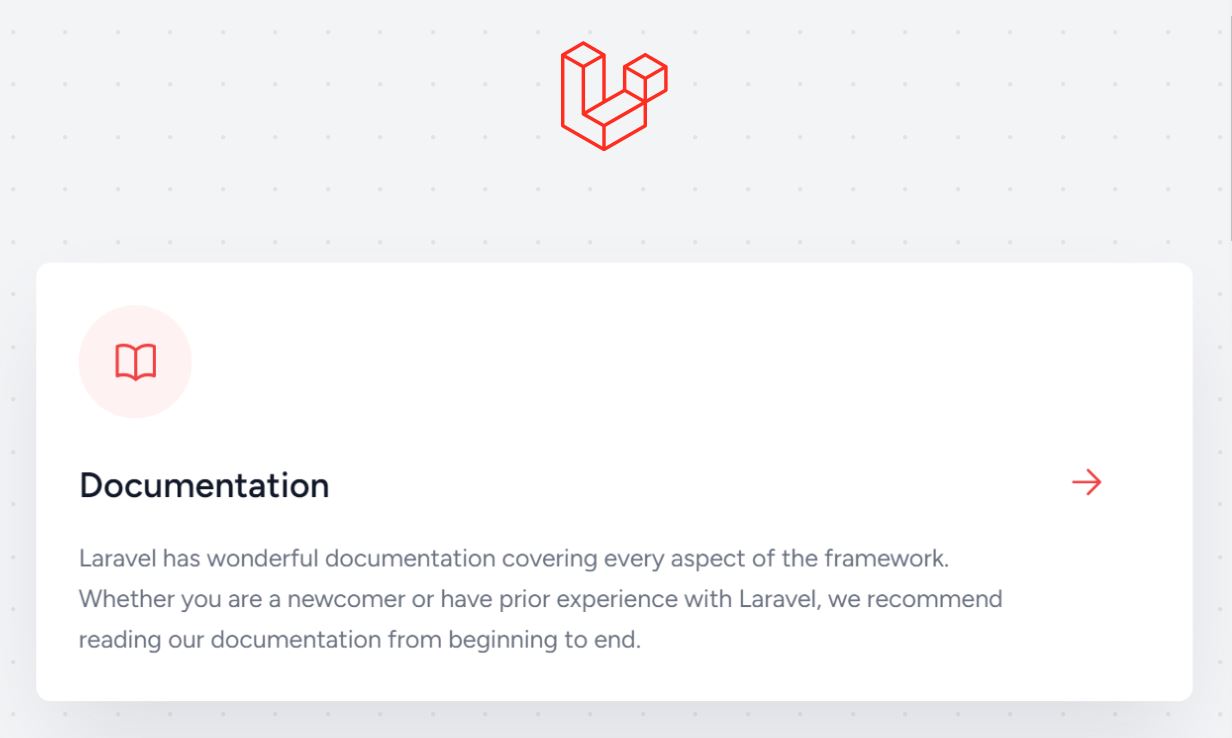 Documentation
Laravel has wonderful documentation covering every aspect of the framework.
Whether you are a newcomer or have prior experience with Laravel, we recommend
reading our documentation from beginning to end.